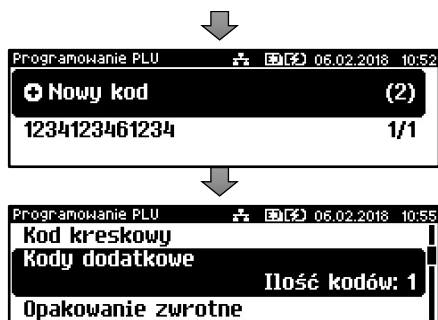 Programowanie PLU 06.02.2018 10:52
Nowy kod (2)
1234123461234 1/1
Programowanie PLU 06.02.2018 10:55
Kod kreskowy
Kody dodatkowe
Ilość kodów: 1
Opakowanie zwrotne